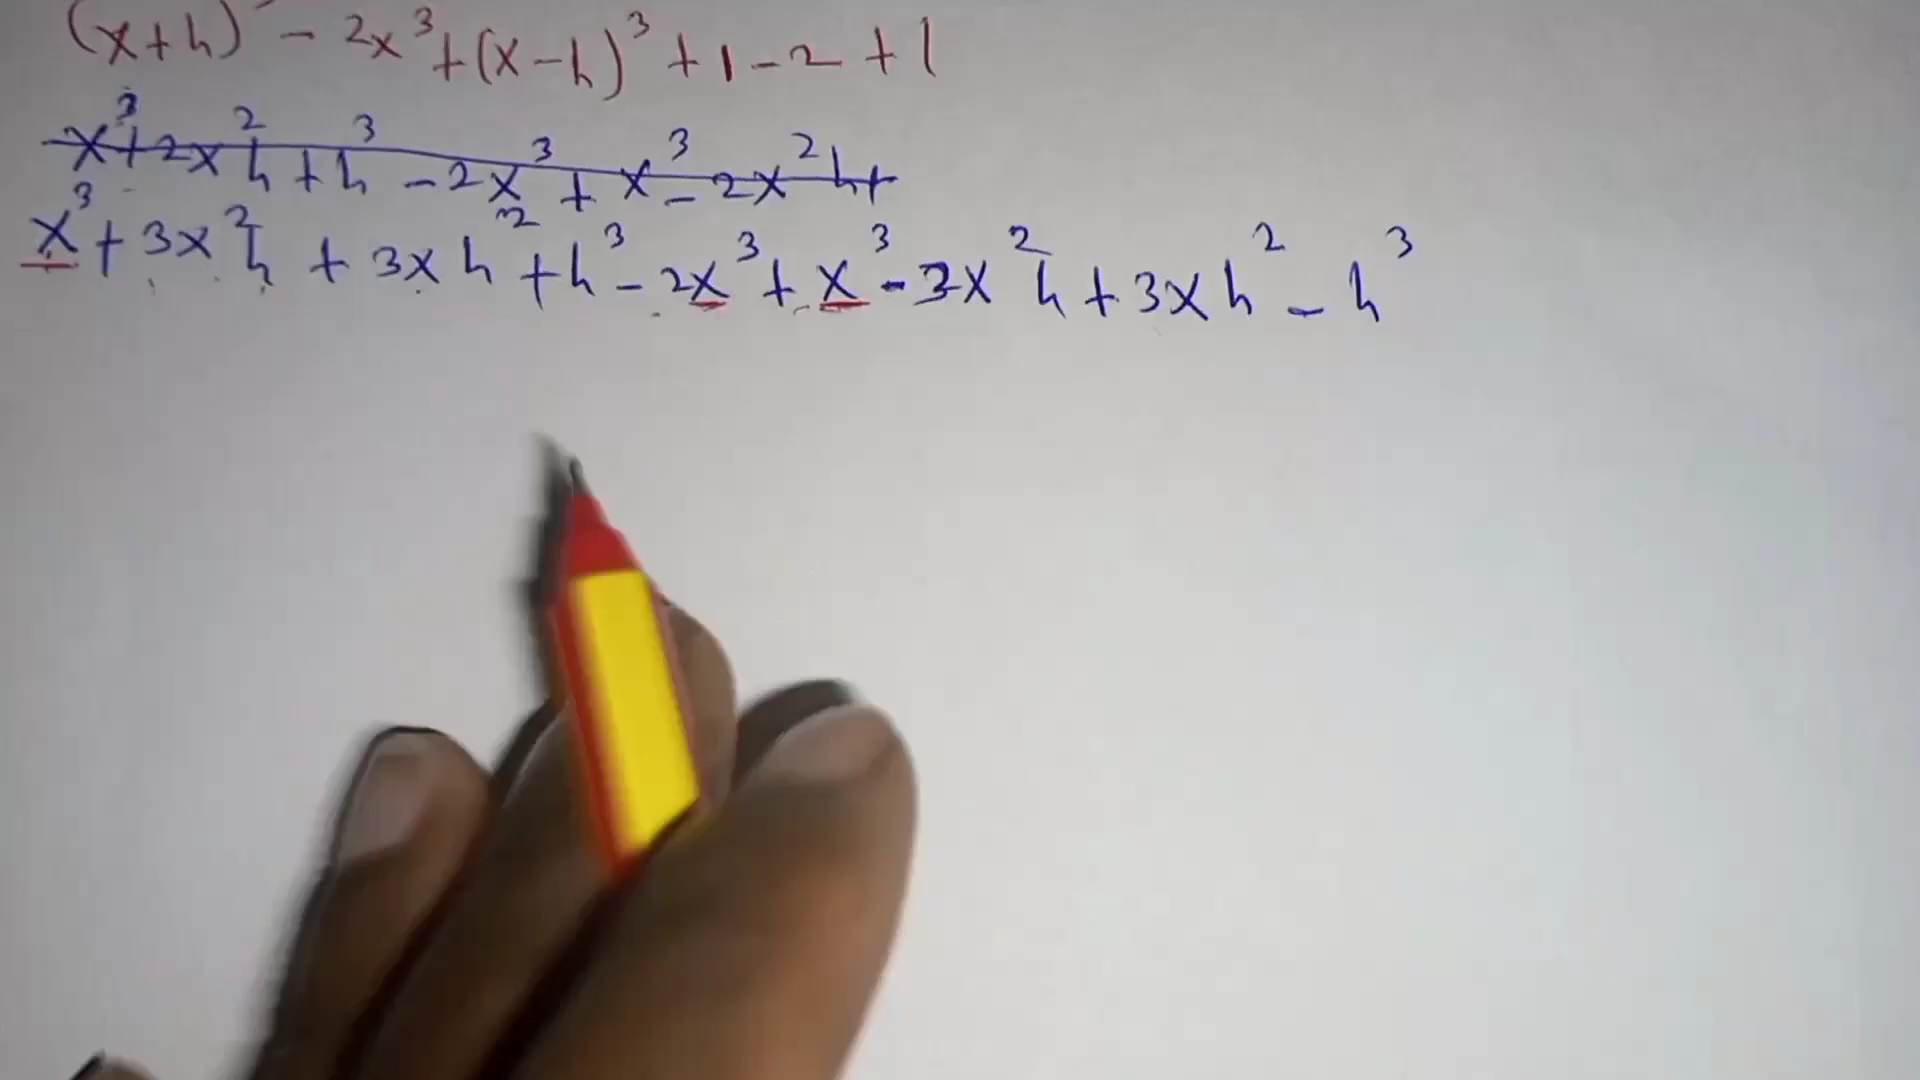 (x+h)³ - 2x³ + (x-h)³ + 1 - 2 + 1
x³+2x²h+h³-2x³+x³-2x²h+
x³+3x²h+3xh²+h³-2x³+x³-3x²h+3xh²-h³